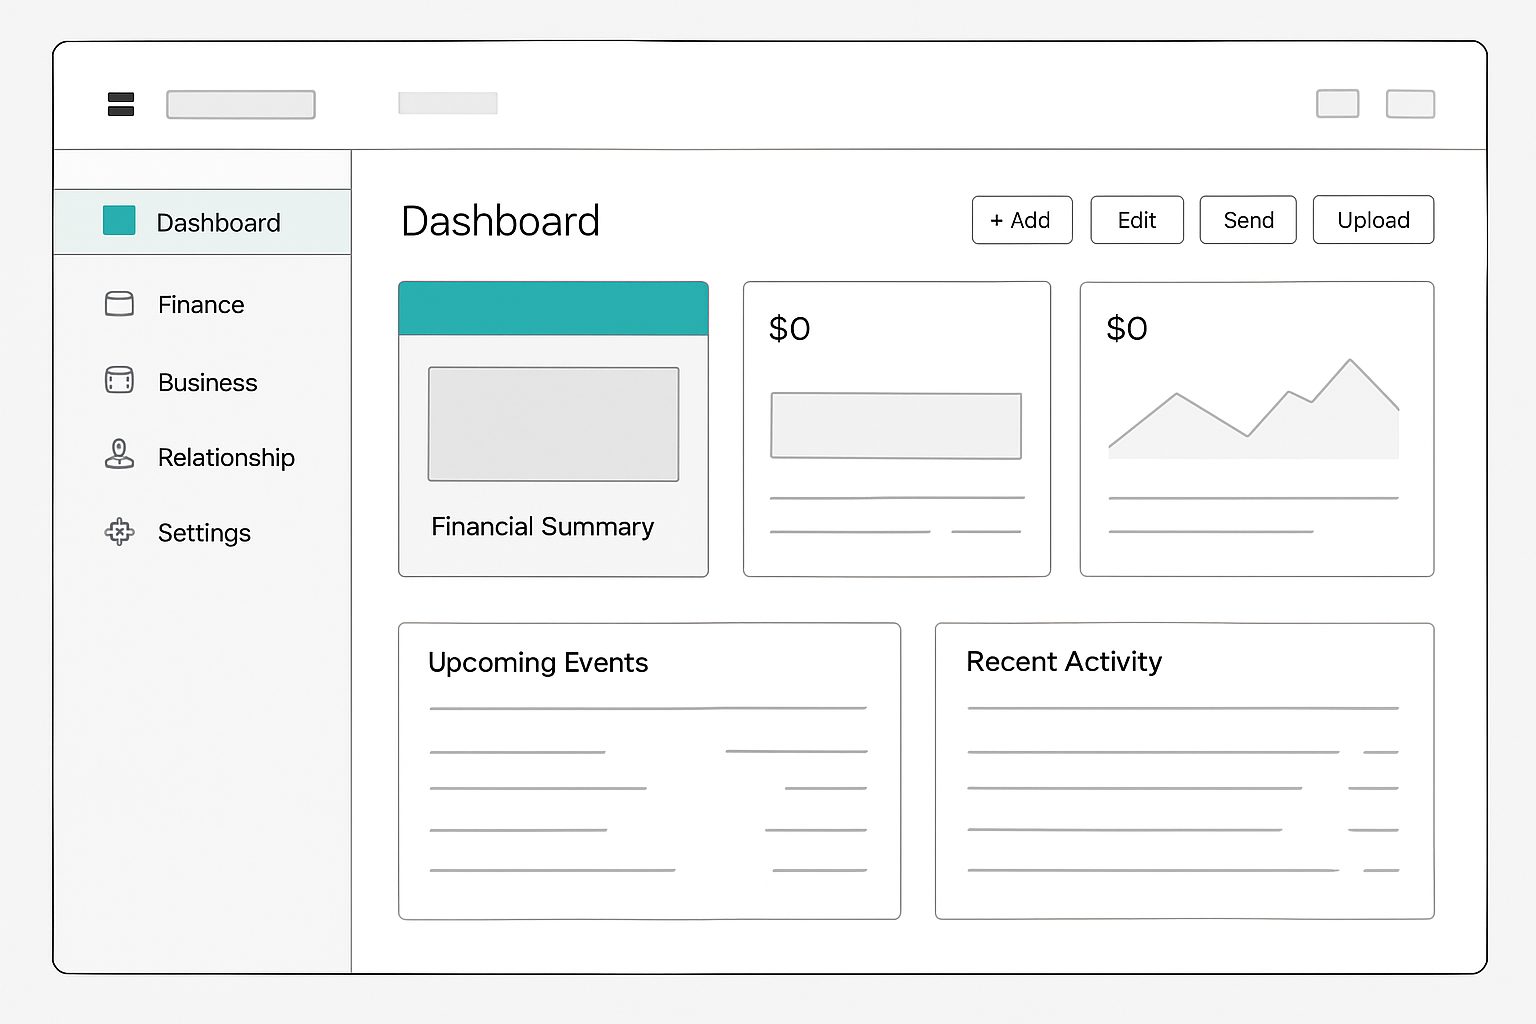 Dashboard
Finance
Business
Relationship
Settings
Dashboard
+ Add
Edit
Send
Upload
Financial Summary
$0
$0
Upcoming Events
Recent Activity